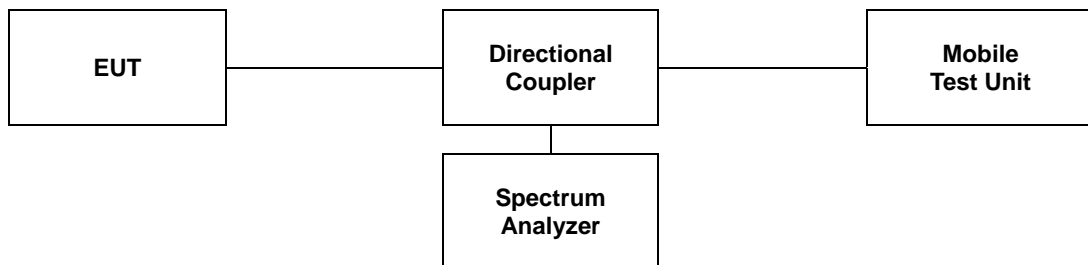 EUT
Directional
Coupler
Mobile
Test Unit
Spectrum
Analyzer